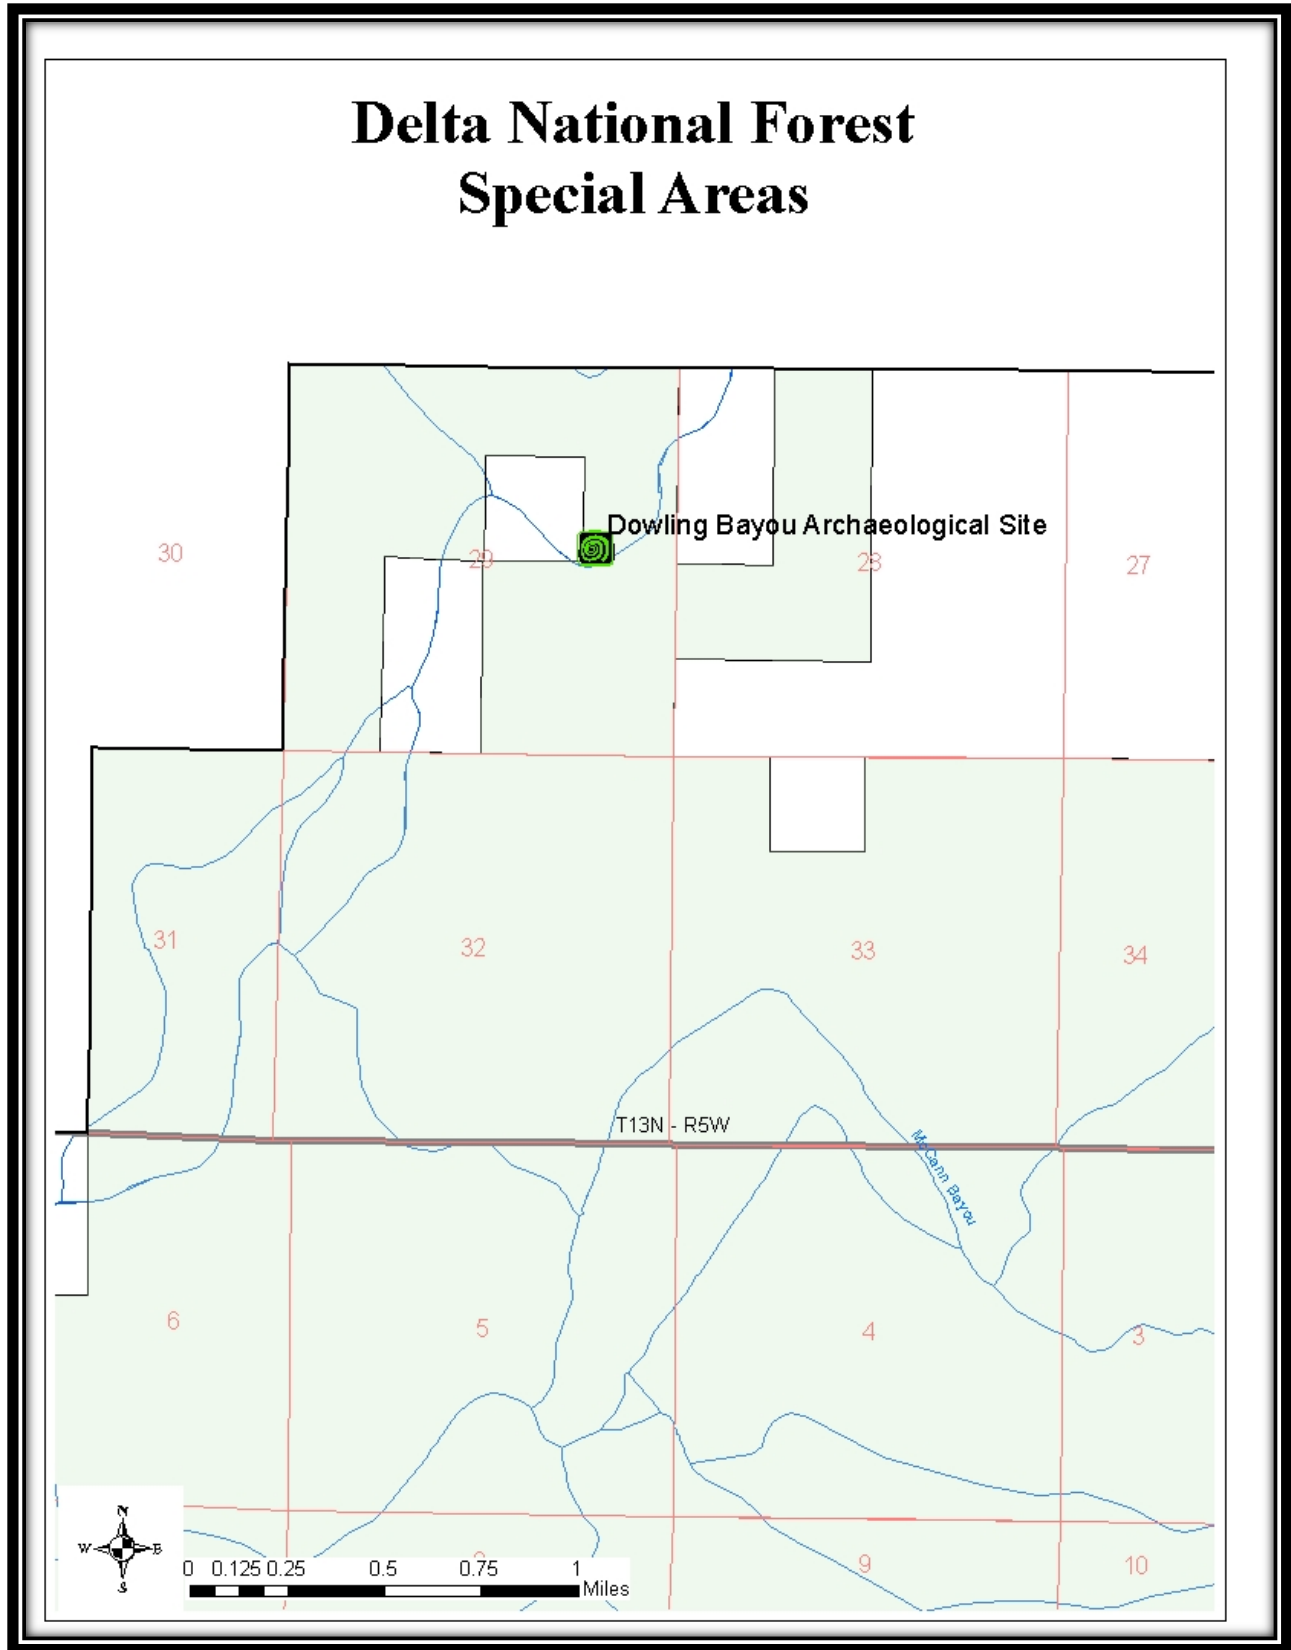 Delta National Forest
Special Areas
Dowling Bayou Archaeological Site
30
29
28
27
31
32
33
34
T13N - R5W
McCann Bayou
6
5
4
3
N
W E
S
0 0.125 0.25 0.5 0.75 1
Miles
9
10